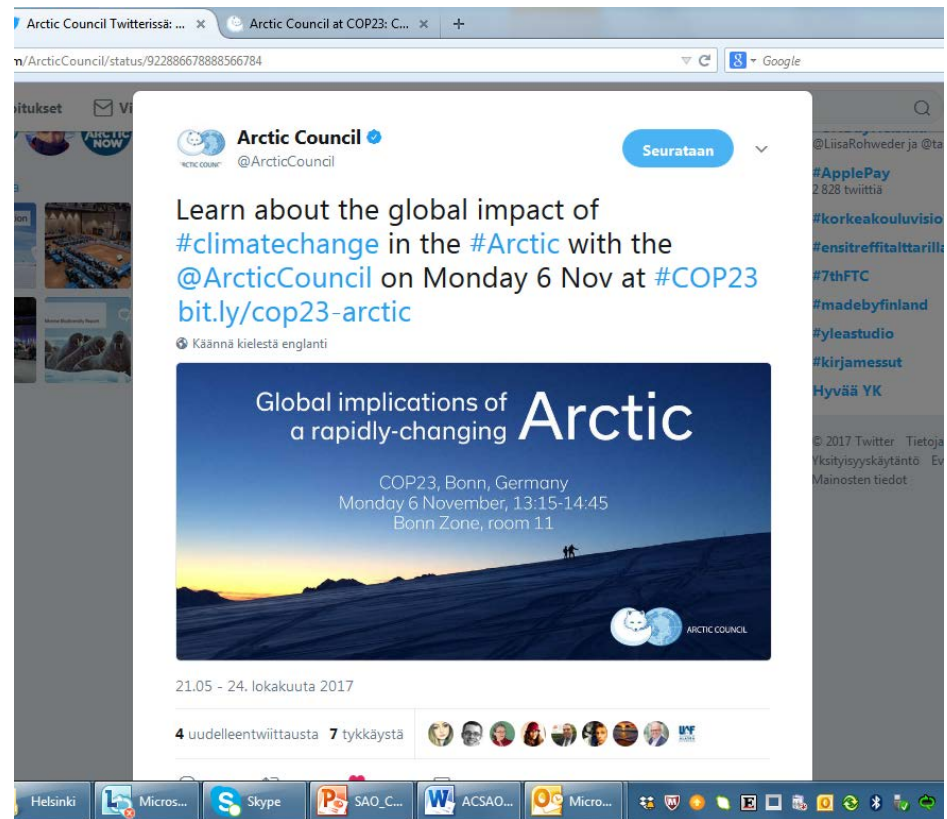 Arctic Council Twitterissä: ... × Arctic Council at COP23: C... × +
m/ArcticCouncil/status/922886678888566784 Google
Arctic Council
@ArcticCouncil
Seurataan
Learn about the global impact of
#climatechange in the #Arctic with the
@ArcticCouncil on Monday 6 Nov at #COP23
bit.ly/cop23-arctic
Käännä kielestä englanti
Global implications of
a rapidly-changing Arctic
COP23, Bonn, Germany
Monday 6 November, 13:15-14:45
Bonn Zone, room 11
ARCTIC COUNCIL
21.05 - 24. lokakuuta 2017
4 uudelleentwiittausta 7 tykkäystä
ARCTIC
NOW
@LiisaRohweder ja @ta
#ApplePay
2 828 twiittiä
#korkeakouluvisio
#ensitreffitalttarilla
#7thFTC
#madebyfinland
#yleastudio
#kirjamessut
Hyvää YK
© 2017 Twitter Tietoja
Yksityisyyskäytäntö Ev
Mainosten tiedot
Helsinki Micros... Skype SAO_C... ACSAO... Micro...